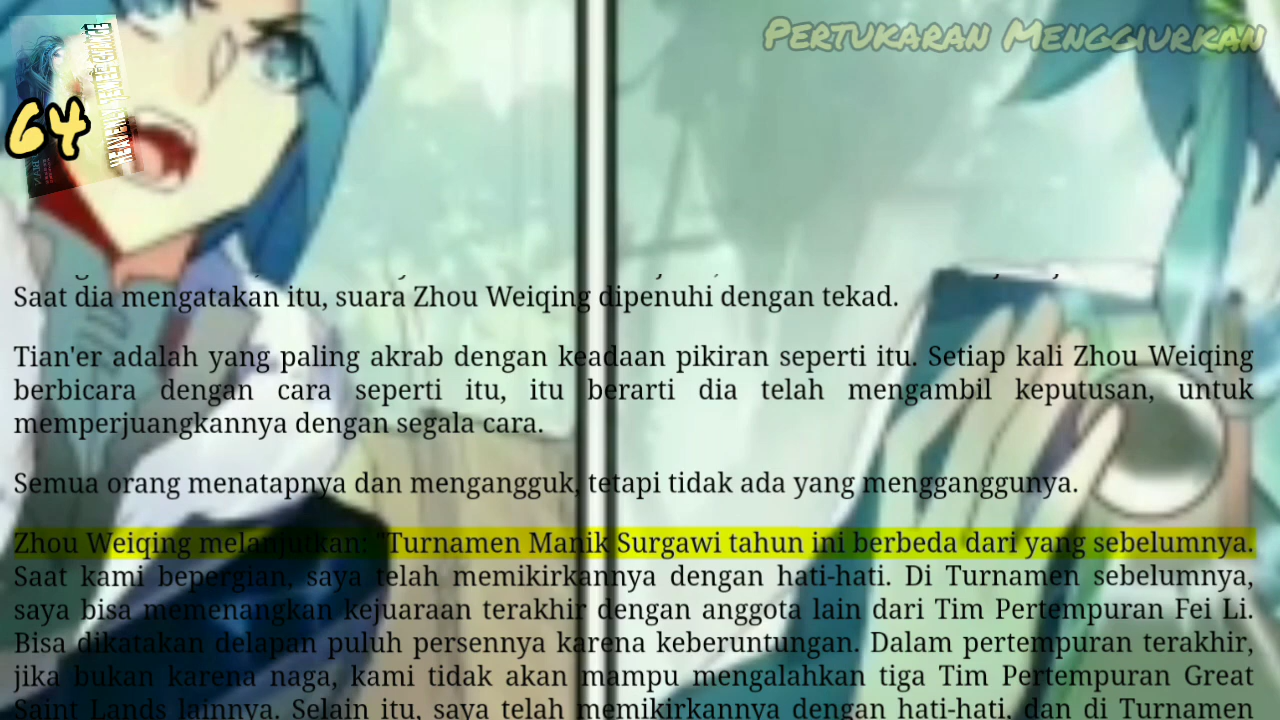 PERTUKARAN MENGGIURKAN
64
HEAVENLY JEWEL CHANGE
Saat dia mengatakan itu, suara Zhou Weiqing dipenuhi dengan tekad.
Tian'er adalah yang paling akrab dengan keadaan pikiran seperti itu. Setiap kali Zhou Weiqing
berbicara dengan cara seperti itu, itu berarti dia telah mengambil keputusan, untuk
memperjuangkannya dengan segala cara.
Semua orang menatapnya dan mengangguk, tetapi tidak ada yang mengganggunya.
Zhou Weiqing melanjutkan: "Turnamen Manik Surgawi tahun ini berbeda dari yang sebelumnya.
Saat kami bepergian, saya telah memikirkannya dengan hati-hati. Di Turnamen sebelumnya,
saya bisa memenangkan kejuaraan terakhir dengan anggota lain dari Tim Pertempuran Fei Li.
Bisa dikatakan delapan puluh persennya karena keberuntungan. Dalam pertempuran terakhir,
jika bukan karena naga, kami tidak akan mampu mengalahkan tiga Tim Pertempuran Great
Saint Lands lainnya. Selain itu, saya telah memikirkannya dengan hati-hati, dan di Turnamen